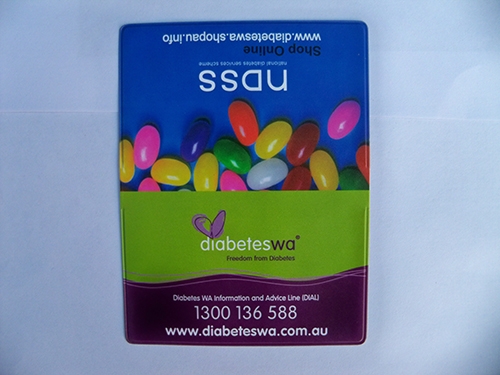 Shop Online
www.diabeteswa.shopau.info
NDSS
national diabetes services scheme
diabeteswa®
Freedom from Diabetes
Diabetes WA Information and Advice Line (DIAL)
1300 136 588
www.diabeteswa.com.au